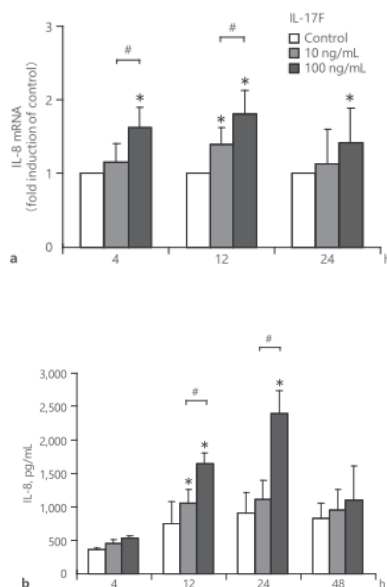 IL-17F
Control
10 ng/mL
100 ng/mL
IL-8 mRNA
(fold induction of control)
3
2
1
0
#
*
#
*
*
*
4
12
24
h
a
IL-8, pg/mL
3,000
2,500
2,000
1,500
1,000
500
0
#
*
*
#
*
4
12
24
48
h
b